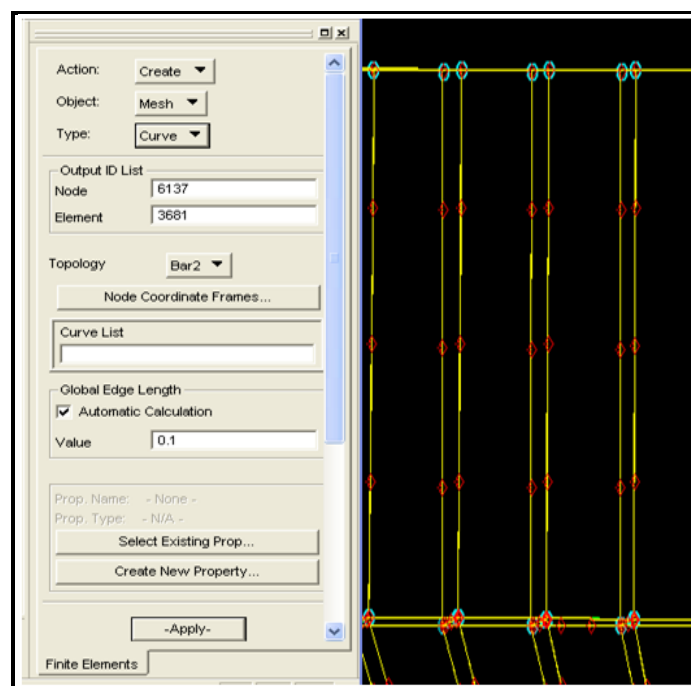 Action: Create
Object: Mesh
Type: Curve
Output ID List
Node 6137
Element 3681
Topology Bar2
Node Coordinate Frames...
Curve List
Global Edge Length
Automatic Calculation
Value 0.1
Prop. Name: - None -
Prop. Type: - N/A -
Select Existing Prop...
Create New Property...
-Apply-
Finite Elements